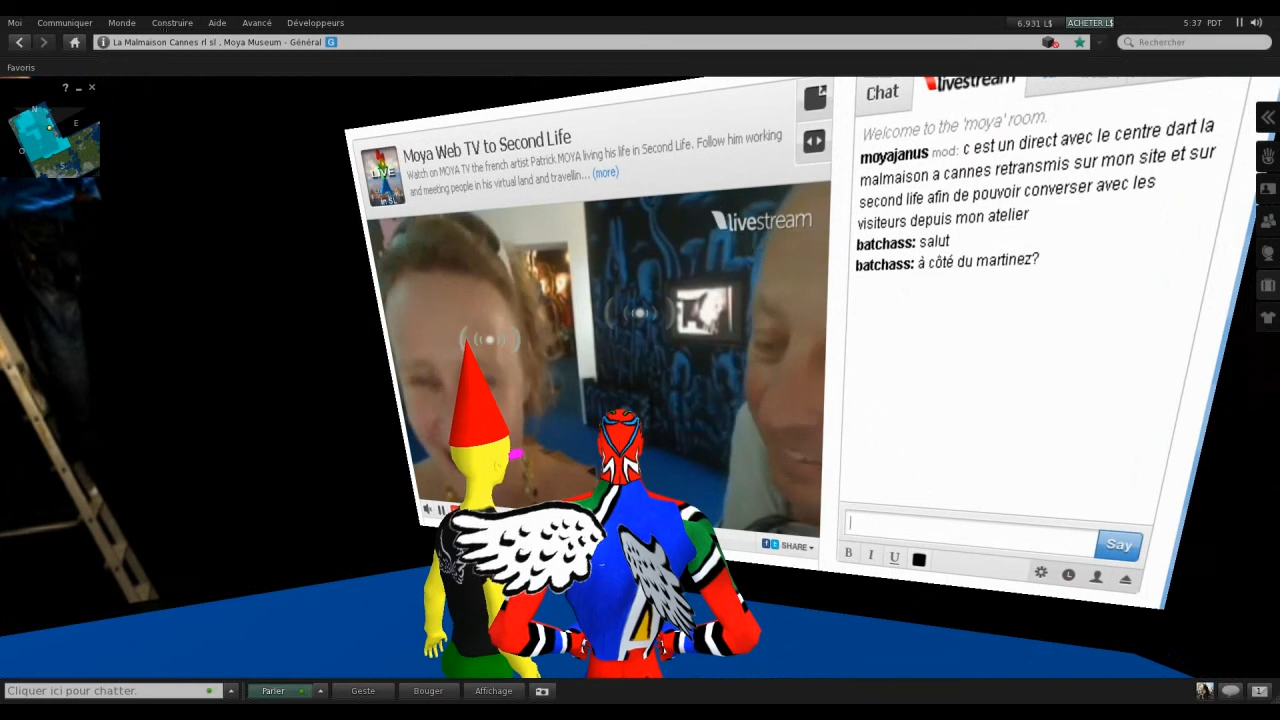 Moi Communiquer Monde Construire Aide Avancé Développeurs 6,931 L$ ACHETER L$ 5:37 PDT
La Malmaison Cannes rl sl , Moya Museum - Général G Rechercher
Favoris
? N E O S
Moya Web TV to Second Life
Watch on MOYA TV the french artist Patrick MOYA living his life in Second Life. Follow him working
and meeting people in his virtual land and travellin... (more)
LIVE
in SL
livestream
SHARE
Chat livestream
Welcome to the 'moya' room.
moyajanus mod: c est un direct avec le centre dart la
malmaison a cannes retransmis sur mon site et sur
second life afin de pouvoir converser avec les
visiteurs depuis mon atelier
batchass: salut
batchass: à côté du martinez?
Say
B I U
Cliquer ici pour chatter. Parler Geste Bouger Affichage 1